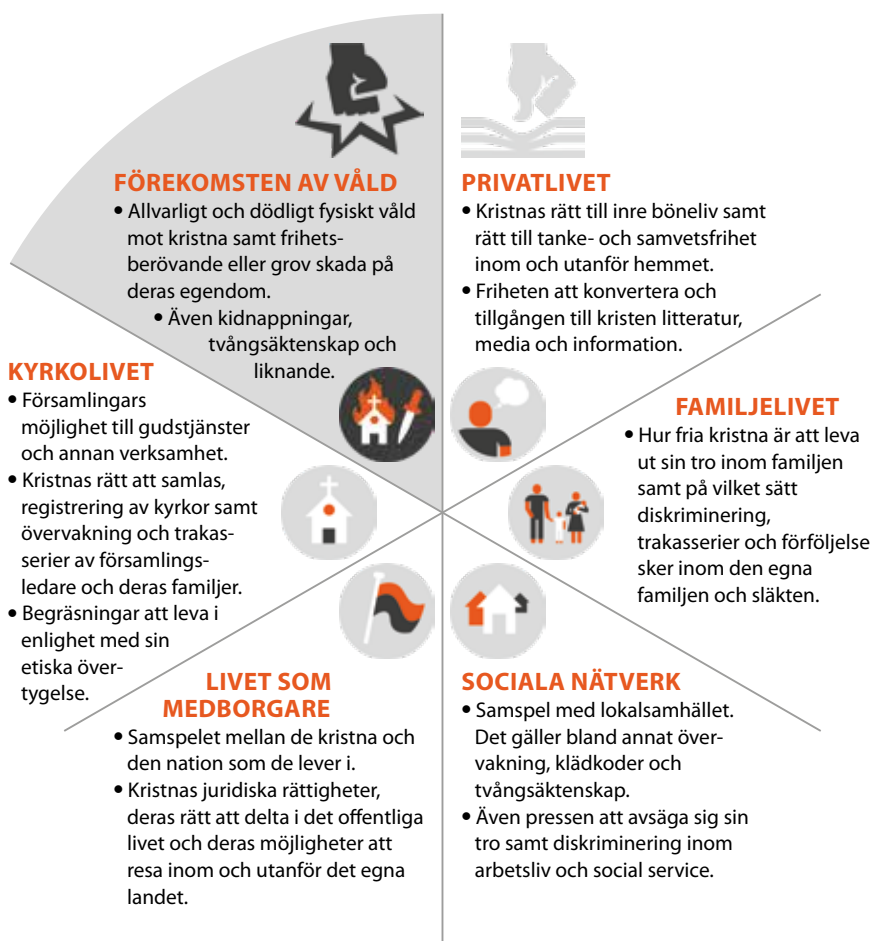 FÖREKOMSTEN AV VÅLD
• Allvarligt och dödligt fysiskt våld
mot kristna samt frihets-
berövande eller grov skada på
deras egendom.
• Även kidnappningar,
tvångsäktenskap och
liknande.
PRIVATLIVET
• Kristnas rätt till inre böneliv samt
rätt till tanke- och samvetsfrihet
inom och utanför hemmet.
• Friheten att konvertera och
tillgången till kristen litteratur,
media och information.
FAMILJELIVET
• Hur fria kristna är att leva
ut sin tro inom familjen
samt på vilket sätt
diskriminering,
trakasserier och förföljelse
sker inom den egna
familjen och släkten.
SOCIALA NÄTVERK
• Samspel med lokalsamhället.
Det gäller bland annat över-
vakning, klädkoder och
tvångsäktenskap.
• Även pressen att avsäga sig sin
tro samt diskriminering inom
arbetsliv och social service.
LIVET SOM
MEDBORGARE
• Samspelet mellan de kristna och
den nation som de lever i.
• Kristnas juridiska rättigheter,
deras rätt att delta i det offentliga
livet och deras möjligheter att
resa inom och utanför det egna
landet.
KYRKOLIVET
• Församlingars
möjlighet till gudstjänster
och annan verksamhet.
• Kristnas rätt att samlas,
registrering av kyrkor samt
övervakning och trakas-
serier av församlings-
ledare och deras familjer.
• Begräsningar att leva i
enlighet med sin
etiska över-
tygelse.